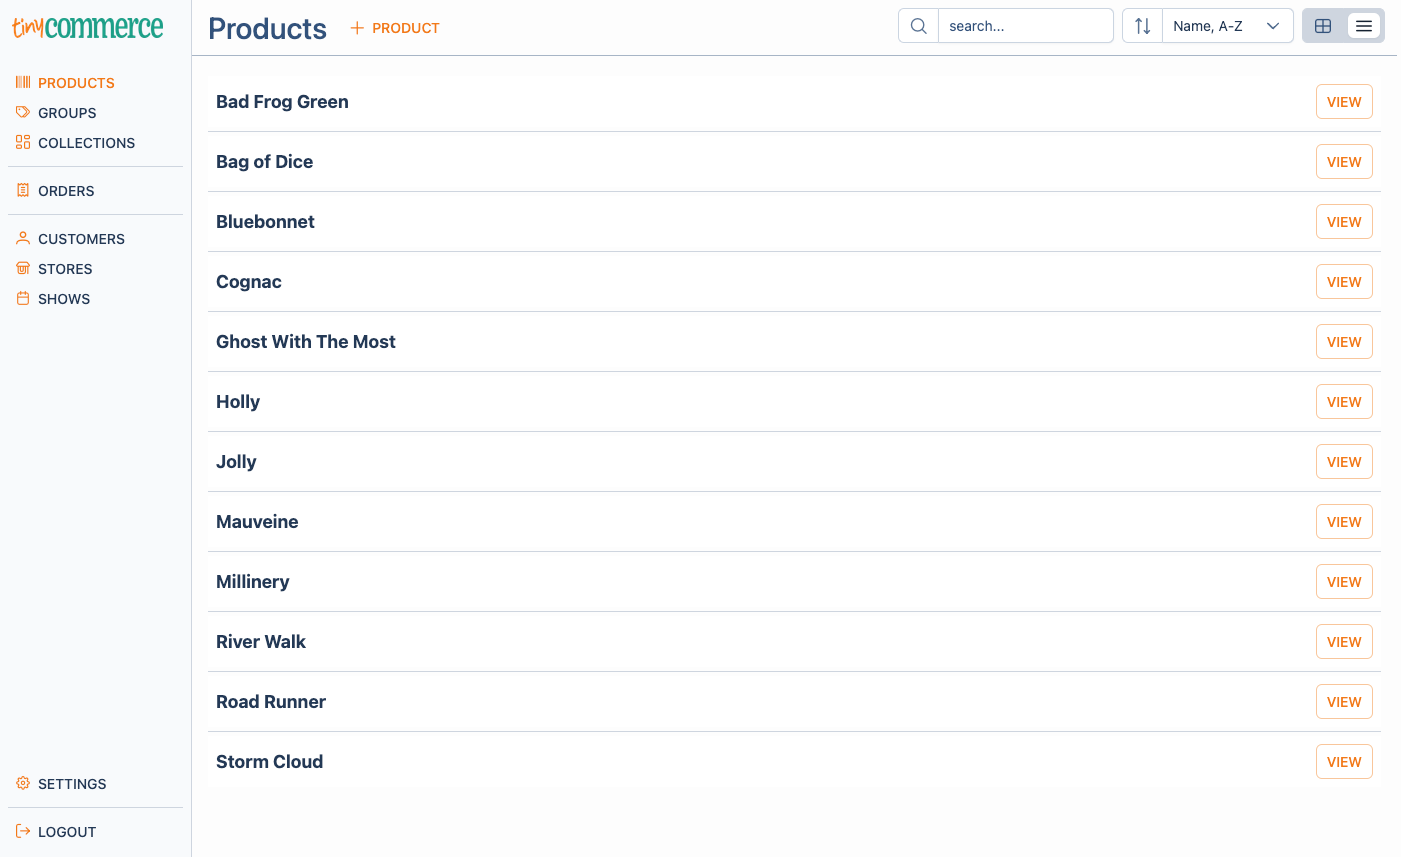 tinycommerce
PRODUCTS
GROUPS
COLLECTIONS
ORDERS
CUSTOMERS
STORES
SHOWS
SETTINGS
LOGOUT
Products
PRODUCT
search...
Name, A-Z
Bad Frog Green VIEW
Bag of Dice VIEW
Bluebonnet VIEW
Cognac VIEW
Ghost With The Most VIEW
Holly VIEW
Jolly VIEW
Mauveine VIEW
Millinery VIEW
River Walk VIEW
Road Runner VIEW
Storm Cloud VIEW